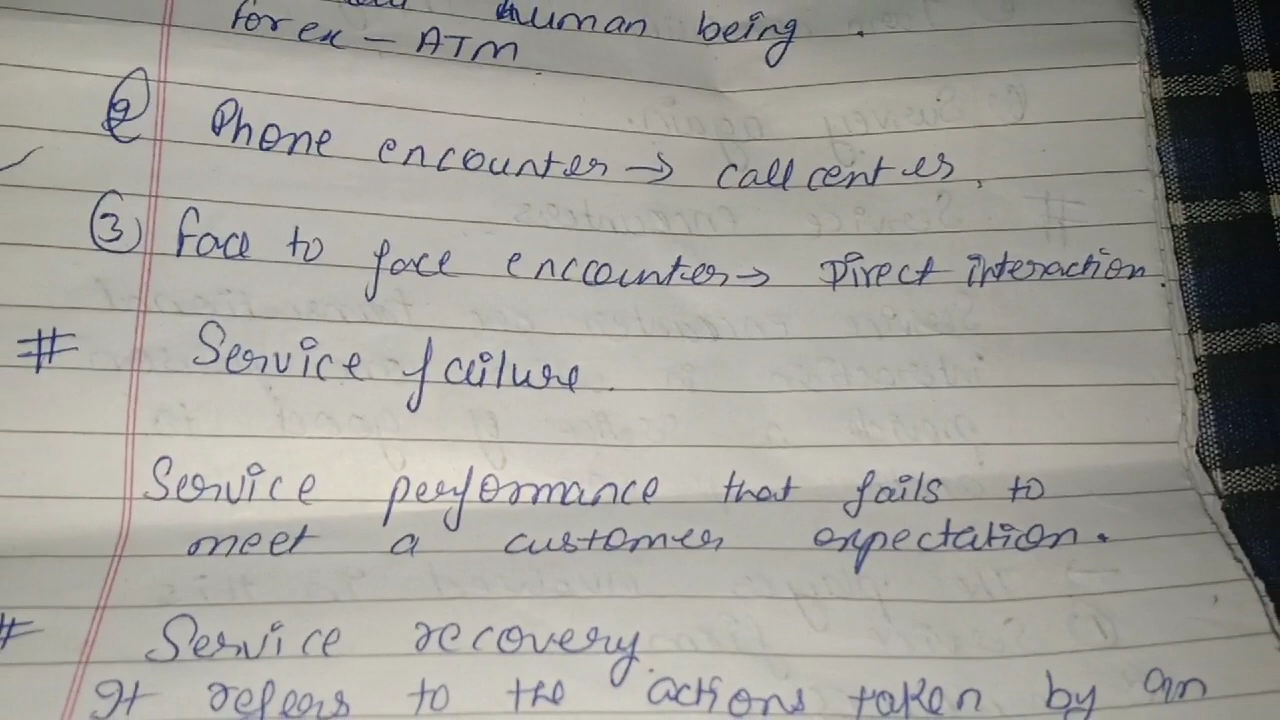 human being .
for ex - ATM
② Phone encounter → call center.
③ face to face encounter → Direct interaction.
# Service failure.
Service performance that fails to
meet a customer expectation.
# Service recovery
It refers to the actions taken by an